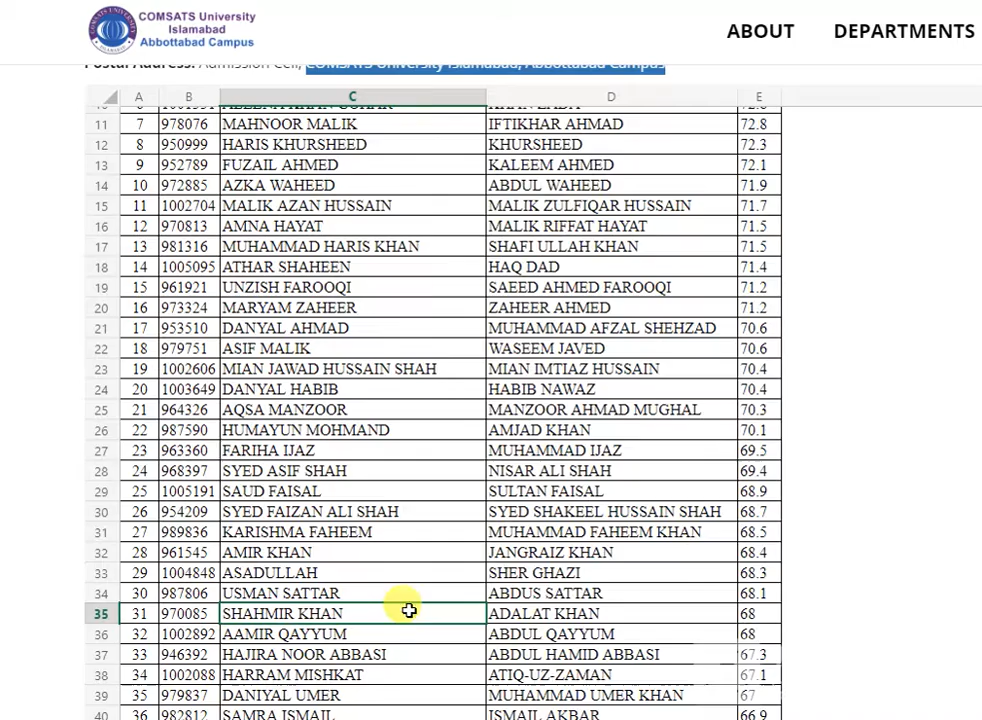 COMSATS University
Islamabad
Abbottabad Campus
ABOUT DEPARTMENTS
Postal Address: Admission Cell, COMSATS University Islamabad, Abbottabad Campus
A B C D E
11 7 978076 MAHNOOR MALIK IFTIKHAR AHMAD 72.8
12 8 950999 HARIS KHURSHEED KHURSHEED 72.3
13 9 952789 FUZAIL AHMED KALEEM AHMED 72.1
14 10 972885 AZKA WAHEED ABDUL WAHEED 71.9
15 11 1002704 MALIK AZAN HUSSAIN MALIK ZULFIQAR HUSSAIN 71.7
16 12 970813 AMNA HAYAT MALIK RIFFAT HAYAT 71.5
17 13 981316 MUHAMMAD HARIS KHAN SHAFI ULLAH KHAN 71.5
18 14 1005095 ATHAR SHAHEEN HAQ DAD 71.4
19 15 961921 UNZISH FAROOQI SAEED AHMED FAROOQI 71.2
20 16 973324 MARYAM ZAHEER ZAHEER AHMED 71.2
21 17 953510 DANYAL AHMAD MUHAMMAD AFZAL SHEHZAD 70.6
22 18 979751 ASIF MALIK WASEEM JAVED 70.6
23 19 1002606 MIAN JAWAD HUSSAIN SHAH MIAN IMTIAZ HUSSAIN 70.4
24 20 1003649 DANYAL HABIB HABIB NAWAZ 70.4
25 21 964326 AQSA MANZOOR MANZOOR AHMAD MUGHAL 70.3
26 22 987590 HUMAYUN MOHMAND AMJAD KHAN 70.1
27 23 963360 FARIHA IJAZ MUHAMMAD IJAZ 69.5
28 24 968397 SYED ASIF SHAH NISAR ALI SHAH 69.4
29 25 1005191 SAUD FAISAL SULTAN FAISAL 68.9
30 26 954209 SYED FAIZAN ALI SHAH SYED SHAKEEL HUSSAIN SHAH 68.7
31 27 989836 KARISHMA FAHEEM MUHAMMAD FAHEEM KHAN 68.5
32 28 961545 AMIR KHAN JANGRAIZ KHAN 68.4
33 29 1004848 ASADULLAH SHER GHAZI 68.3
34 30 987806 USMAN SATTAR ABDUS SATTAR 68.1
35 31 970085 SHAHMIR KHAN ADALAT KHAN 68
36 32 1002892 AAMIR QAYYUM ABDUL QAYYUM 68
37 33 946392 HAJIRA NOOR ABBASI ABDUL HAMID ABBASI 67.3
38 34 1002088 HARRAM MISHKAT ATIQ-UZ-ZAMAN 67.1
39 35 979837 DANIYAL UMER MUHAMMAD UMER KHAN 67
40 36 982812 SAMRA ISMAIL ISMAIL AKBAR 66.9